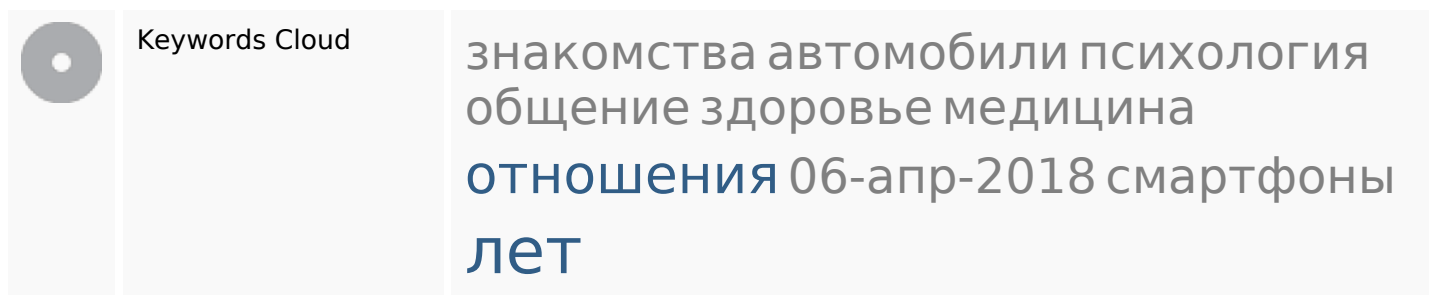 Keywords Cloud
знакомства автомобили психология
общение здоровье медицина
отношения 06-апр-2018 смартфоны
лет